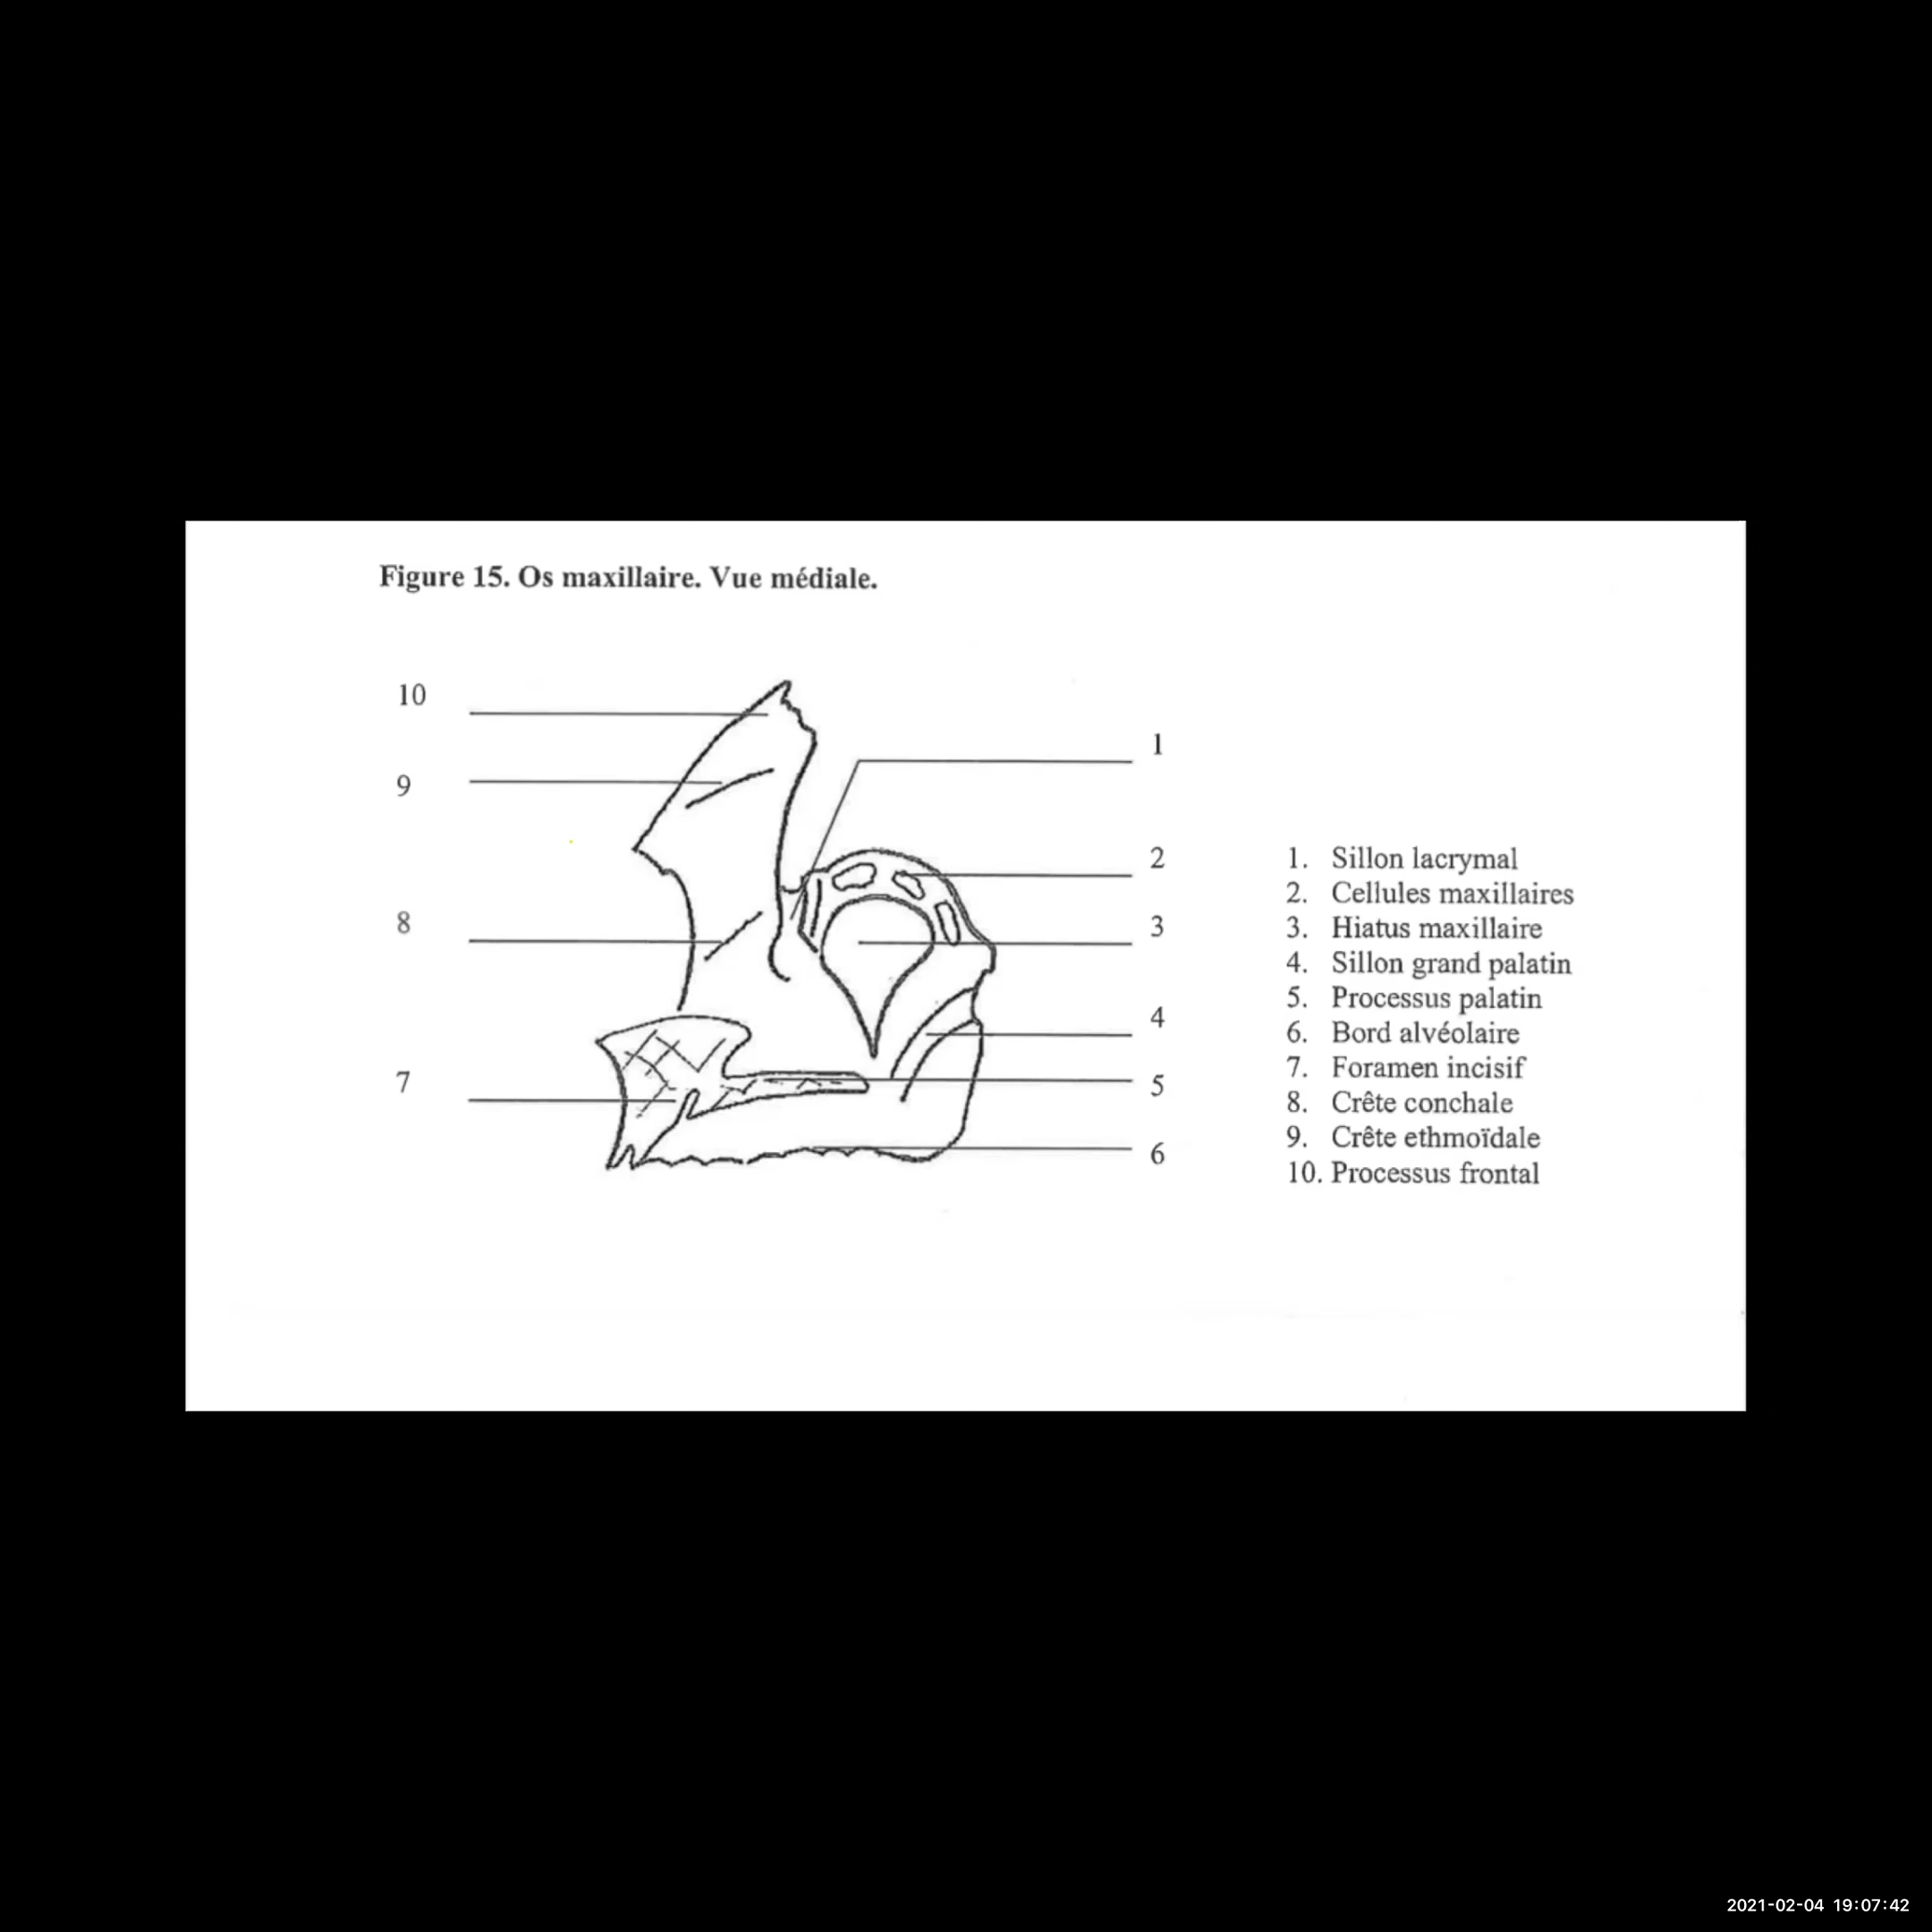 Figure 15. Os maxillaire. Vue médiale.
10
9
8
7
1
2
3
4
5
6
1. Sillon lacrymal
2. Cellules maxillaires
3. Hiatus maxillaire
4. Sillon grand palatin
5. Processus palatin
6. Bord alvéolaire
7. Foramen incisif
8. Crête conchale
9. Crête ethmoïdale
10. Processus frontal
2021-02-04 19:07:42